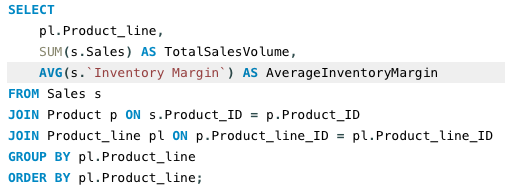 SELECT
    pl.Product_line,
    SUM(s.Sales) AS TotalSalesVolume,
    AVG(s.`Inventory Margin`) AS AverageInventoryMargin
FROM Sales s
JOIN Product p ON s.Product_ID = p.Product_ID
JOIN Product_line pl ON p.Product_line_ID = pl.Product_line_ID
GROUP BY pl.Product_line
ORDER BY pl.Product_line;